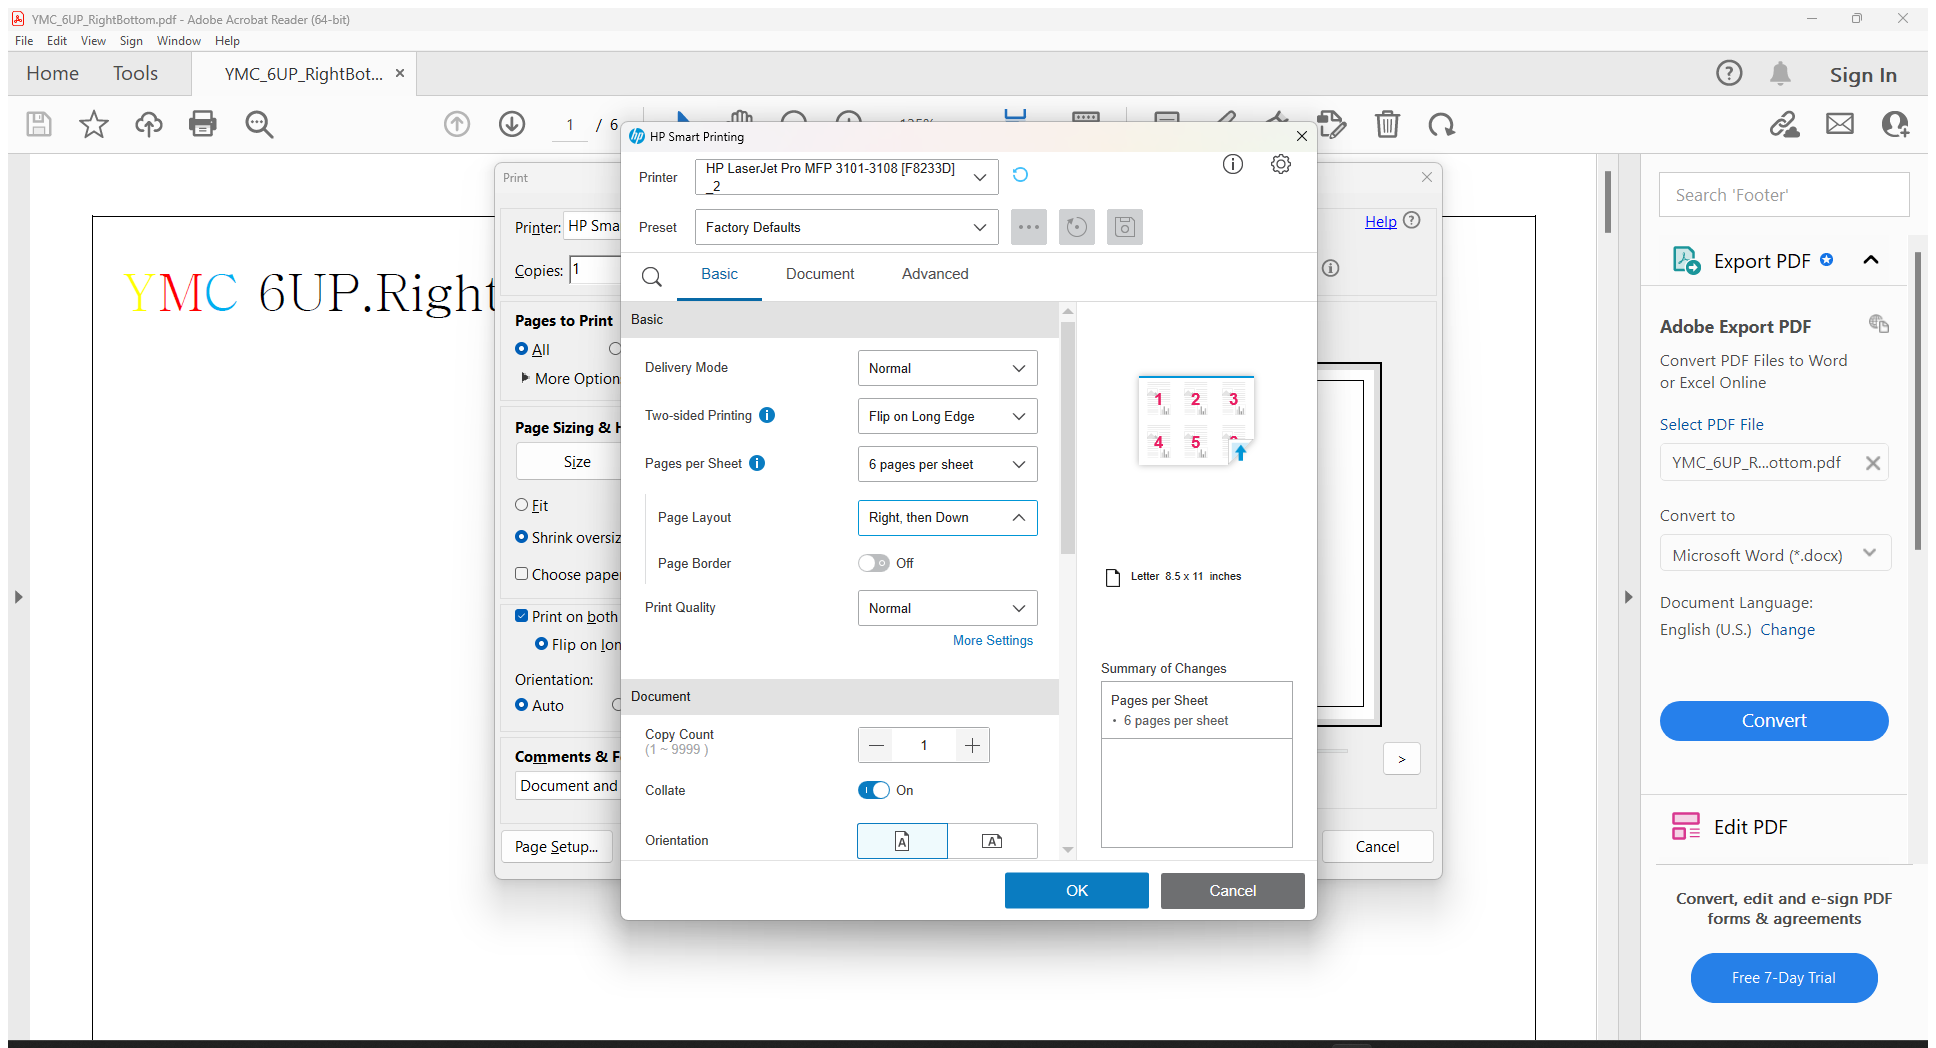 YMC_6UP_RightBottom.pdf - Adobe Acrobat Reader (64-bit)
File Edit View Sign Window Help
Home Tools YMC_6UP_RightBot... × Sign In
1 / 6
HP Smart Printing
Print
Printer: HP Sma
Copies: 1
Pages to Print
All
More Option
Page Sizing & H
Size
Fit
Shrink oversiz
Choose pape
Print on both
Flip on lon
Orientation:
Auto
Comments & F
Document and
Page Setup...
YMC 6UP.Right
Printer HP LaserJet Pro MFP 3101-3108 [F8233D]
_2
Preset Factory Defaults
Basic Document Advanced
Basic
Delivery Mode Normal
Two-sided Printing Flip on Long Edge
Pages per Sheet 6 pages per sheet
Page Layout Right, then Down
Page Border Off
Print Quality Normal
More Settings
Document
Copy Count
(1 ~ 9999 )
1
Collate On
Orientation A A
1 2 3
4 5
Letter 8.5 x 11 inches
Summary of Changes
Pages per Sheet
• 6 pages per sheet
OK Cancel
Help
>
Cancel
Search 'Footer'
Export PDF
Adobe Export PDF
Convert PDF Files to Word
or Excel Online
Select PDF File
YMC_6UP_R...ottom.pdf
Convert to
Microsoft Word (*.docx)
Document Language:
English (U.S.) Change
Convert
Edit PDF
Convert, edit and e-sign PDF
forms & agreements
Free 7-Day Trial